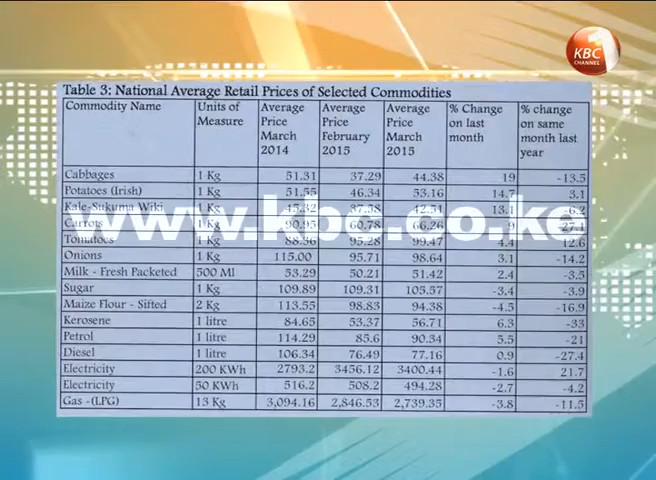 KBC 1
CHANNEL
Table 3: National Average Retail Prices of Selected Commodities
Commodity Name | Units of Measure | Average Price March 2014 | Average Price February 2015 | Average Price March 2015 | % Change on last month | % change on same month last year
Cabbages | 1 Kg | 51.31 | 37.29 | 44.38 | 19 | -13.5
Potatoes (Irish) | 1 Kg | 51.55 | 46.34 | 53.16 | 14.7 | 3.1
Kale-Sukuma Wiki | 1 Kg | 45.32 | 37.58 | 42.51 | 13.1 | -6.2
www.kbc.co.ke
Carrots | 1 Kg | 90.95 | 60.78 | 66.26 | 9
Tomatoes | 1 Kg | 88.36 | 95.28 | 99.47 | 4.4 | 12.6
Onions | 1 Kg | 115.00 | 95.71 | 98.64 | 3.1 | -14.2
Milk - Fresh Packeted | 500 Ml | 53.29 | 50.21 | 51.42 | 2.4 | -3.5
Sugar | 1 Kg | 109.89 | 109.31 | 105.57 | -3.4 | -3.9
Maize Flour - Sifted | 2 Kg | 113.55 | 98.83 | 94.38 | -4.5 | -16.9
Kerosene | 1 litre | 84.65 | 53.37 | 56.71 | 6.3 | -33
Petrol | 1 litre | 114.29 | 85.6 | 90.34 | 5.5 | -21
Diesel | 1 litre | 106.34 | 76.49 | 77.16 | 0.9 | -27.4
Electricity | 200 KWh | 2793.2 | 3456.12 | 3400.44 | -1.6 | 21.7
Electricity | 50 KWh | 516.2 | 508.2 | 494.28 | -2.7 | -4.2
Gas -(LPG) | 13 Kg | 3,094.16 | 2,846.53 | 2,739.35 | -3.8 | -11.5